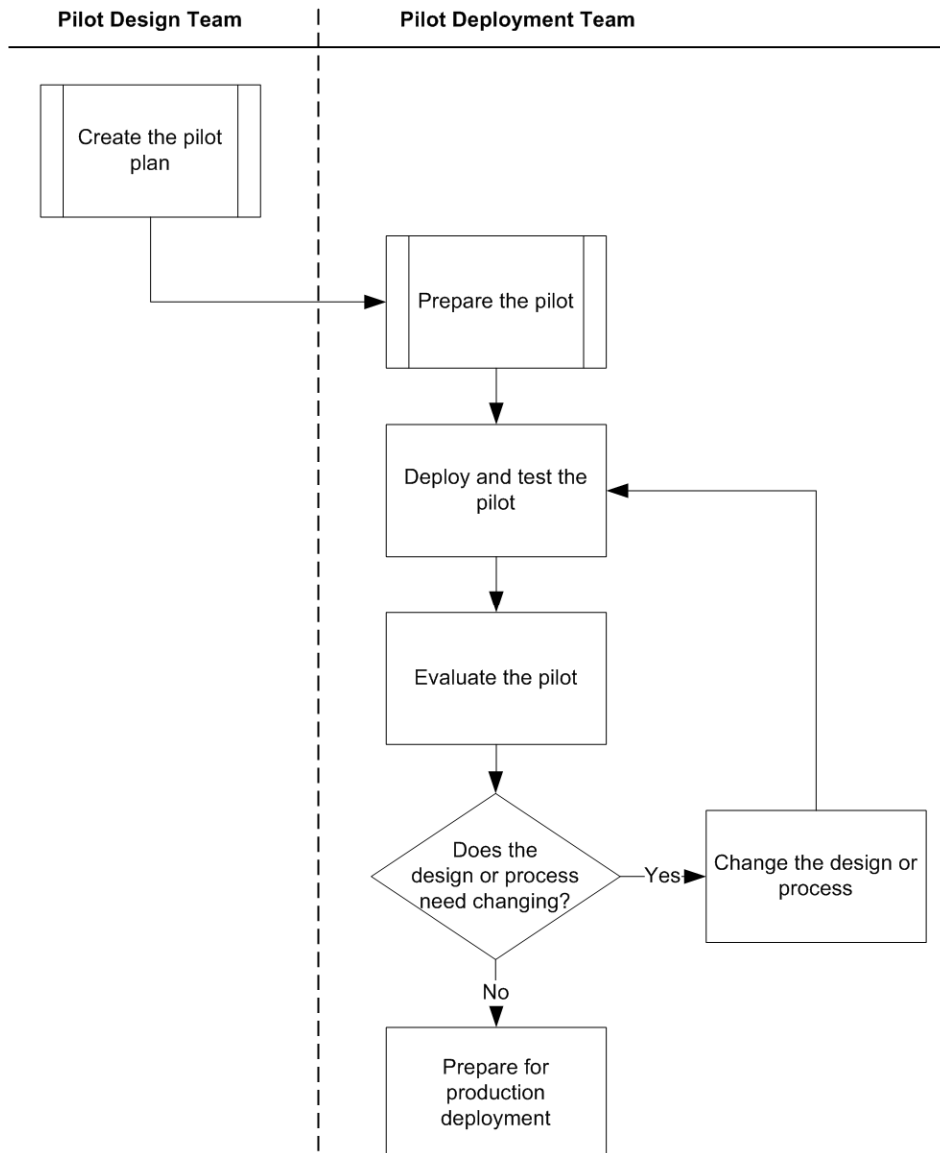 Pilot Design Team
Pilot Deployment Team
Create the pilot
plan
Prepare the pilot
Deploy and test the
pilot
Evaluate the pilot
Does the
design or process
need changing?
Yes
Change the design or
process
No
Prepare for
production
deployment